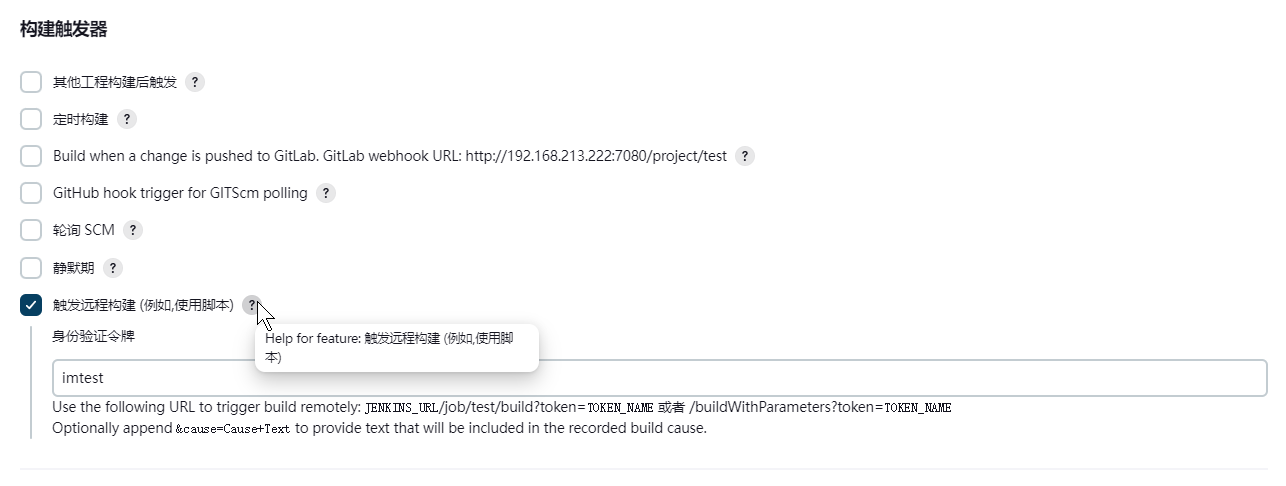 构建触发器
其他工程构建后触发 ?
定时构建 ?
Build when a change is pushed to GitLab. GitLab webhook URL: http://192.168.213.222:7080/project/test ?
GitHub hook trigger for GITScm polling ?
轮询 SCM ?
静默期 ?
触发远程构建 (例如,使用脚本) ?
身份验证令牌
Help for feature: 触发远程构建 (例如,使用脚
本)
imtest
Use the following URL to trigger build remotely: JENKINS_URL/job/test/build?token=TOKEN_NAME 或者 /buildWithParameters?token=TOKEN_NAME
Optionally append &cause=Cause+Text to provide text that will be included in the recorded build cause.